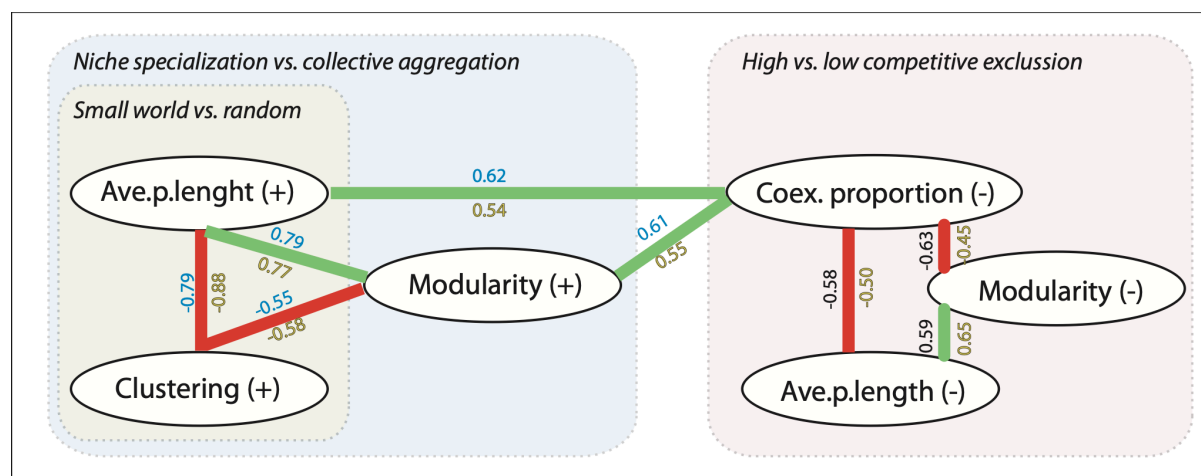 Niche specialization vs. collective aggregation
High vs. low competitive exclussion
Small world vs. random
Ave.p.lenght (+)
0.62
0.54
Coex. proportion (-)
0.79
0.77
0.61
0.55
-0.63
-0.45
-0.79
-0.88
-0.55
-0.58
Modularity (+)
-0.58
-0.50
Modularity (-)
0.59
0.65
Clustering (+)
Ave.p.length (-)